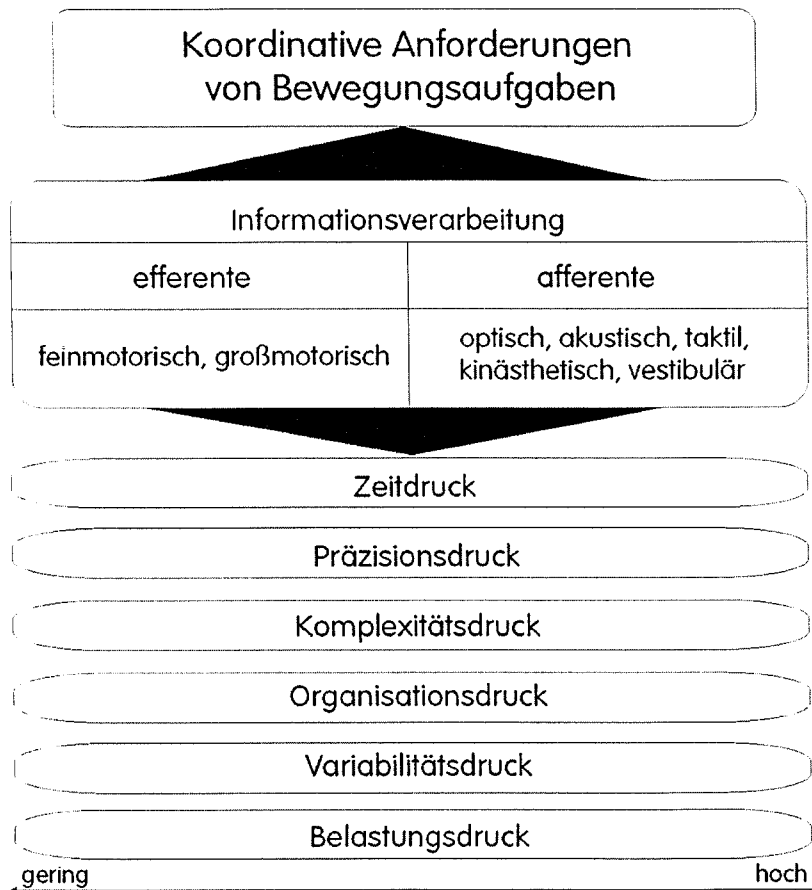 Koordinative Anforderungen
von Bewegungsaufgaben
Informationsverarbeitung
efferente
afferente
feinmotorisch, großmotorisch
optisch, akustisch, taktil,
kinästhetisch, vestibulär
Zeitdruck
Präzisionsdruck
Komplexitätsdruck
Organisationsdruck
Variabilitätsdruck
Belastungsdruck
gering
hoch